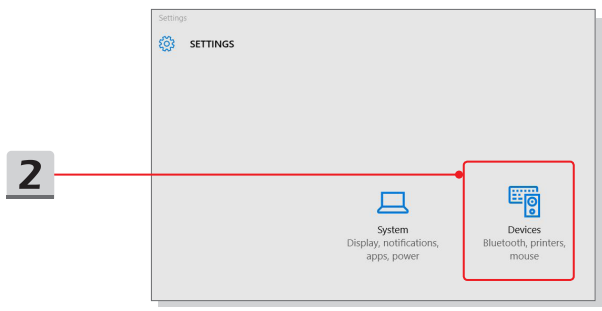 Settings
SETTINGS
2
System
Display, notifications,
apps, power
Devices
Bluetooth, printers,
mouse